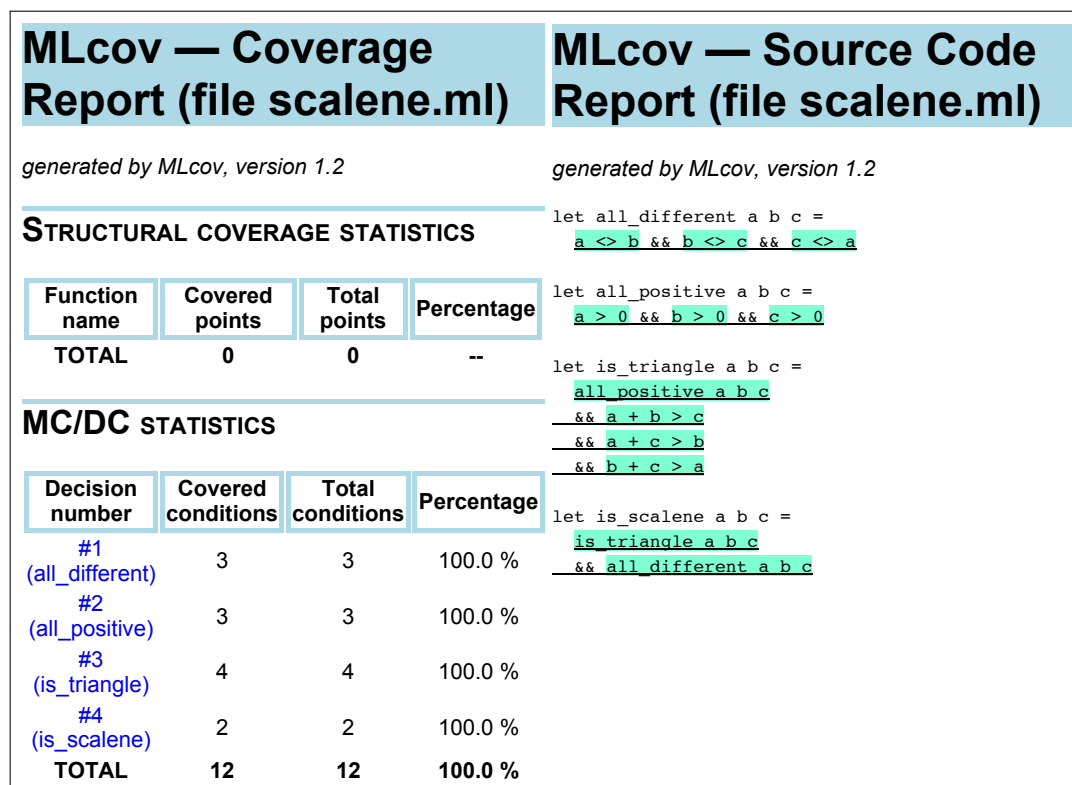 MLcov — Coverage
Report (file scalene.ml)
generated by MLcov, version 1.2
STRUCTURAL COVERAGE STATISTICS
Function name Covered points Total points Percentage
TOTAL 0 0 --
MC/DC STATISTICS
Decision number Covered conditions Total conditions Percentage
#1 (all_different) 3 3 100.0 %
#2 (all_positive) 3 3 100.0 %
#3 (is_triangle) 4 4 100.0 %
#4 (is_scalene) 2 2 100.0 %
TOTAL 12 12 100.0 %
MLcov — Source Code
Report (file scalene.ml)
generated by MLcov, version 1.2
let all_different a b c =
  a <> b && b <> c && c <> a
let all_positive a b c =
  a > 0 && b > 0 && c > 0
let is_triangle a b c =
  all_positive a b c
  && a + b > c
  && a + c > b
  && b + c > a
let is_scalene a b c =
  is_triangle a b c
  && all_different a b c